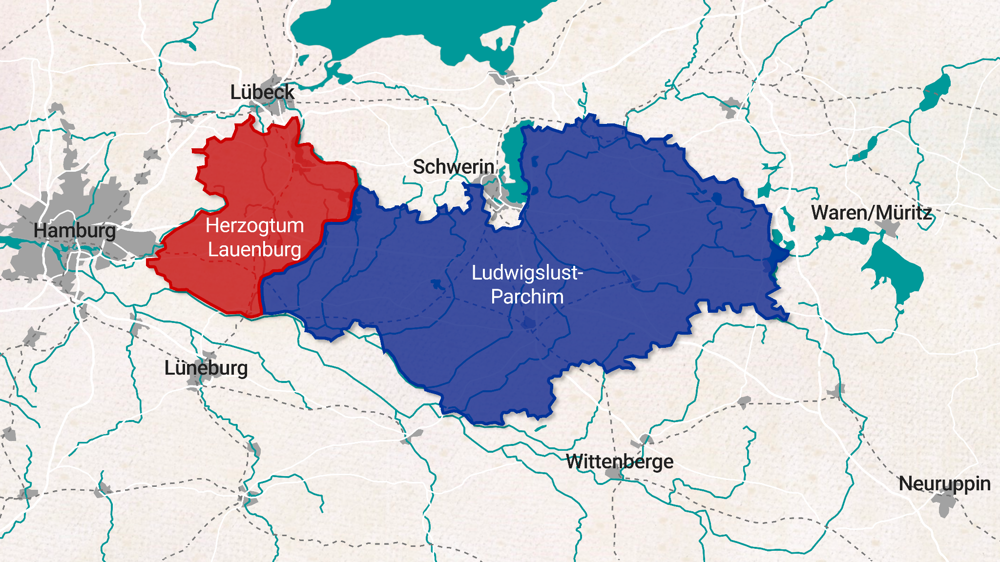 Lübeck
Schwerin
Waren/Müritz
Hamburg
Herzogtum
Lauenburg
Ludwigslust-
Parchim
Lüneburg
Wittenberge
Neuruppin